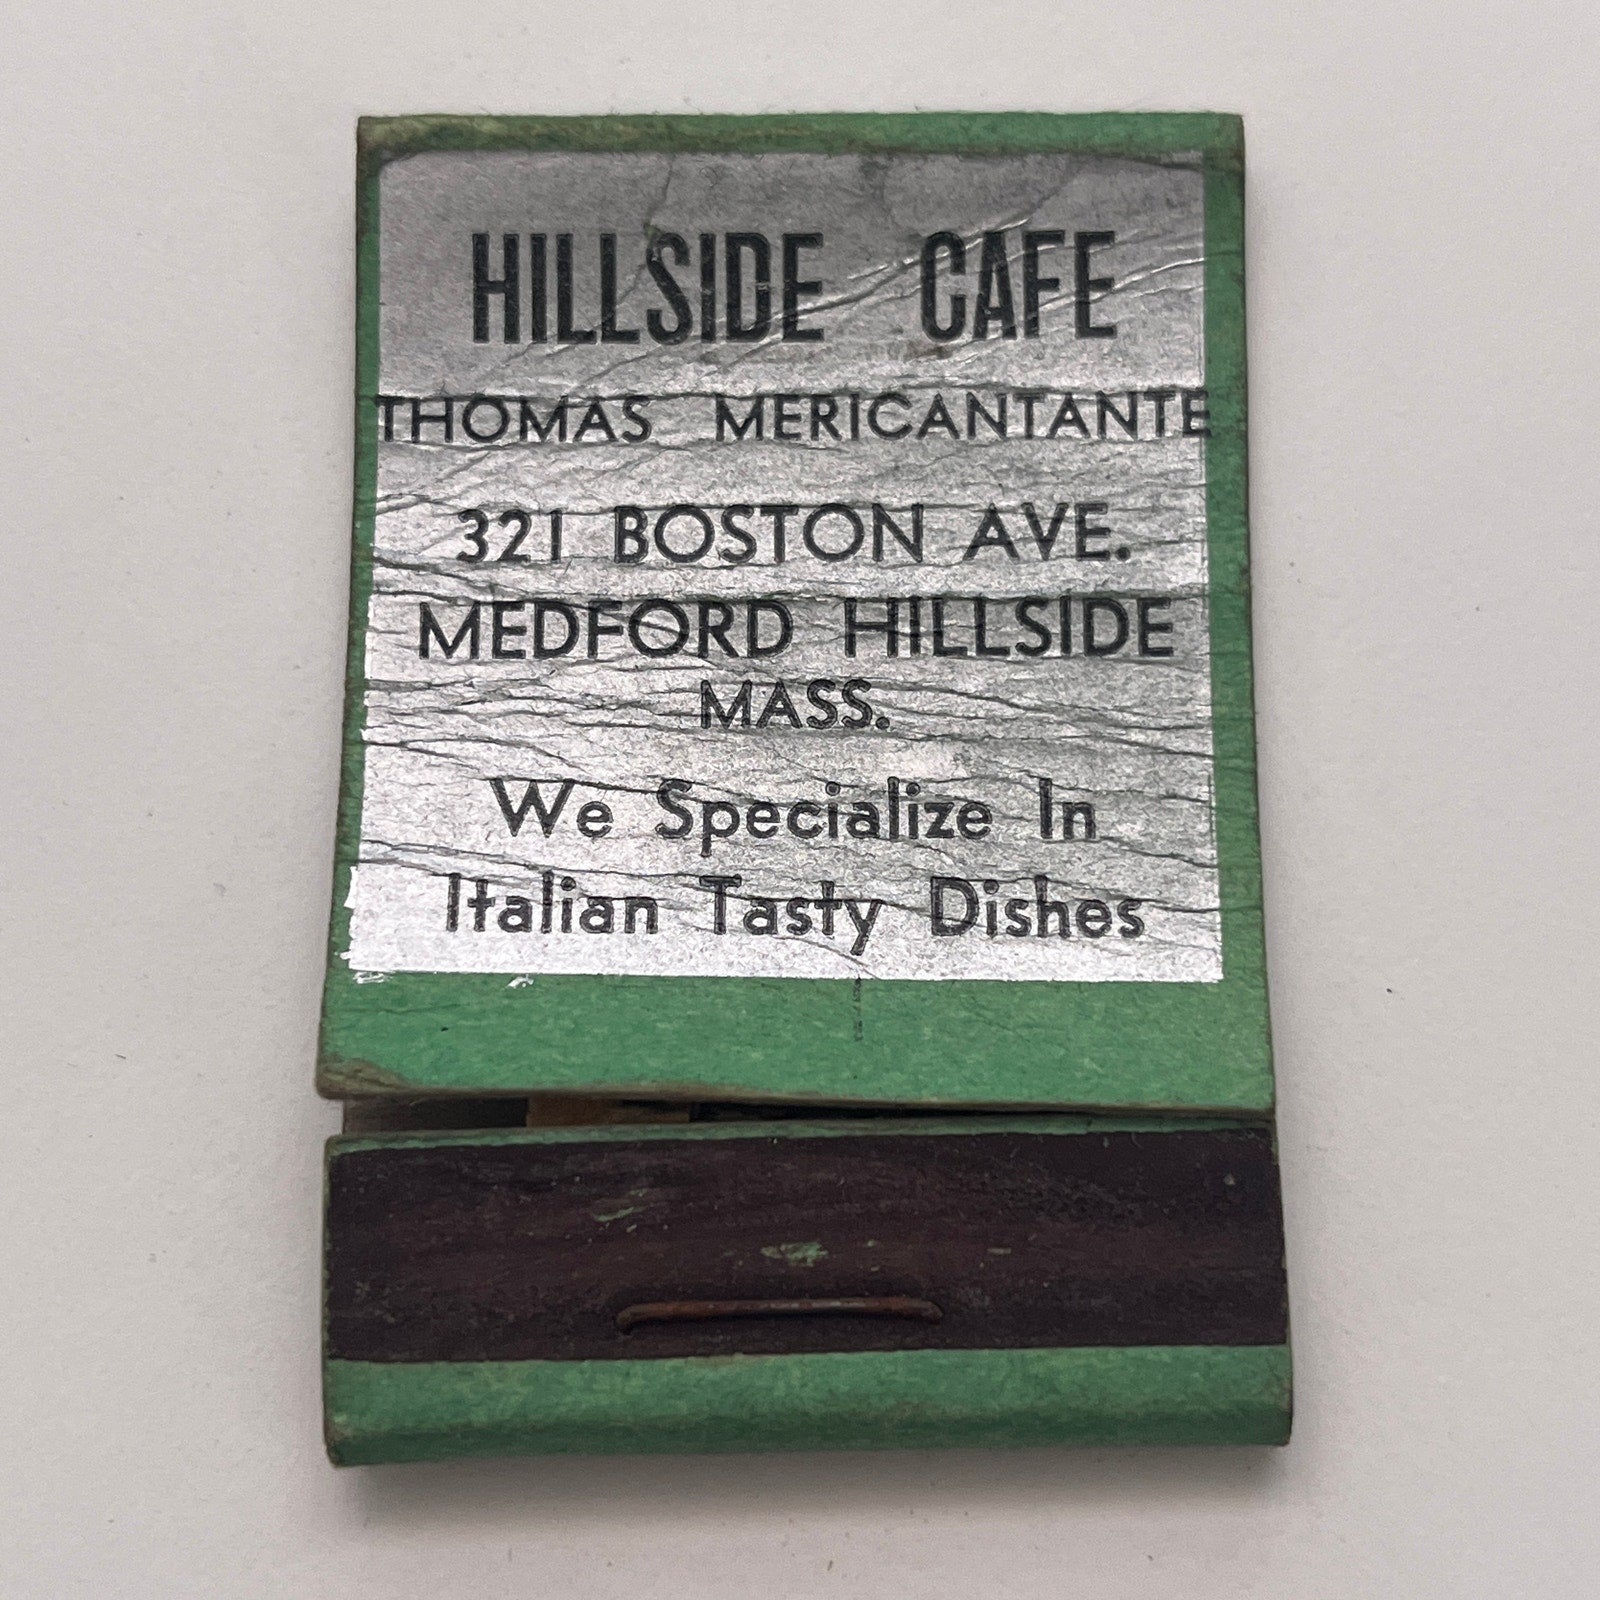 HILLSIDE CAFE
THOMAS MERICANTANTE
321 BOSTON AVE.
MEDFORD HILLSIDE
MASS.
We Specialize In
Italian Tasty Dishes